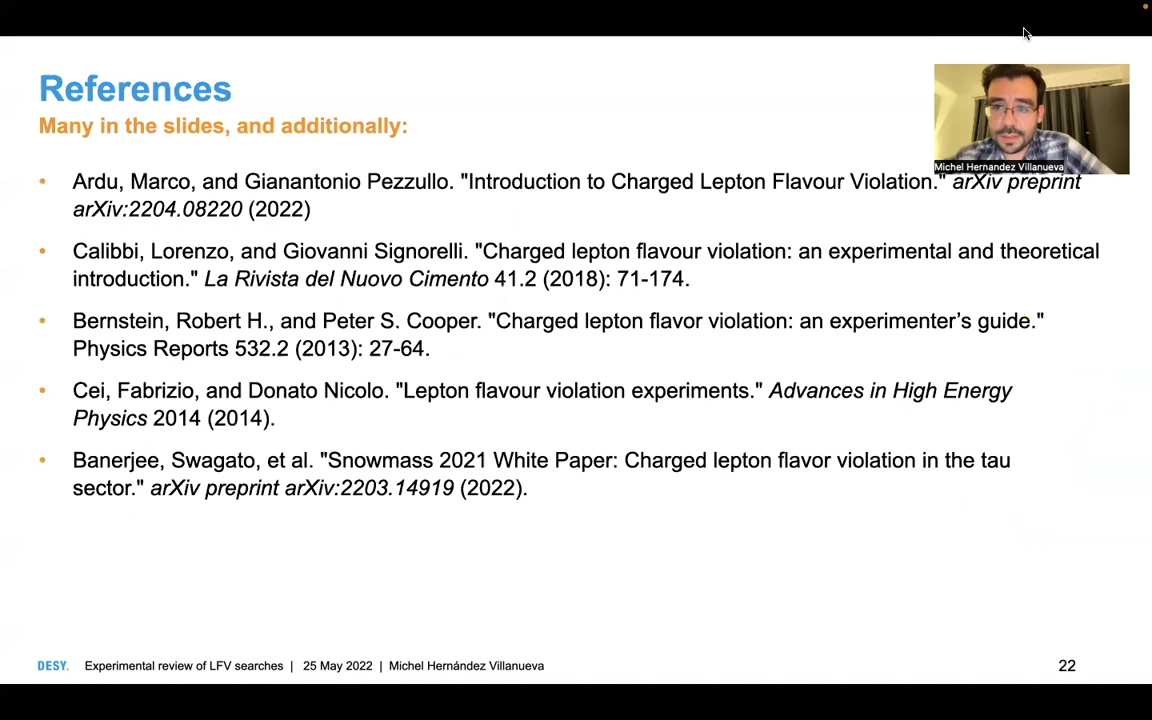 References
Many in the slides, and additionally:
Michel Hernandez Villanueva
• Ardu, Marco, and Gianantonio Pezzullo. "Introduction to Charged Lepton Flavour Violation." arXiv preprint
arXiv:2204.08220 (2022)
• Calibbi, Lorenzo, and Giovanni Signorelli. "Charged lepton flavour violation: an experimental and theoretical
introduction." La Rivista del Nuovo Cimento 41.2 (2018): 71-174.
• Bernstein, Robert H., and Peter S. Cooper. "Charged lepton flavor violation: an experimenter’s guide."
Physics Reports 532.2 (2013): 27-64.
• Cei, Fabrizio, and Donato Nicolo. "Lepton flavour violation experiments." Advances in High Energy
Physics 2014 (2014).
• Banerjee, Swagato, et al. "Snowmass 2021 White Paper: Charged lepton flavor violation in the tau
sector." arXiv preprint arXiv:2203.14919 (2022).
DESY. Experimental review of LFV searches | 25 May 2022 | Michel Hernández Villanueva 22